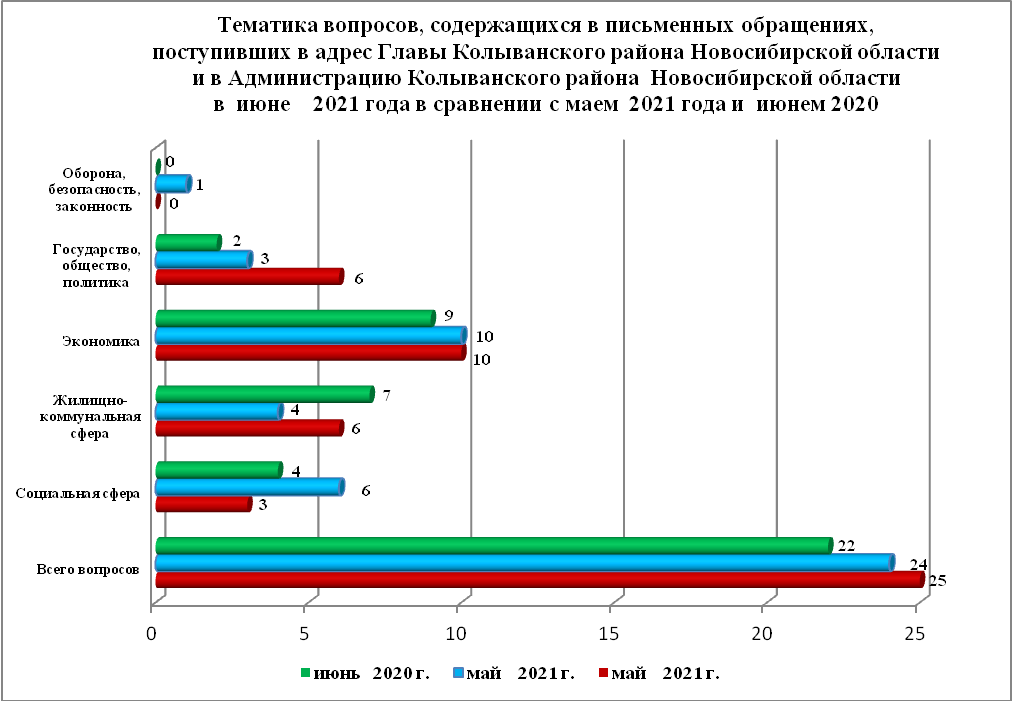 Тематика вопросов, содержащихся в письменных обращениях,
поступивших в адрес Главы Колыванского района Новосибирской области
и в Администрацию Колыванского района Новосибирской области
в июне 2021 года в сравнении с маем 2021 года и июнем 2020
Оборона,
безопасность,
законность
0
1
0
Государство,
общество,
политика
2
3
6
Экономика
9
10
10
Жилищно-
коммунальная
сфера
7
4
6
Социальная сфера
4
6
3
Всего вопросов
22
24
25
0 5 10 15 20 25
июнь 2020 г. май 2021 г. май 2021 г.